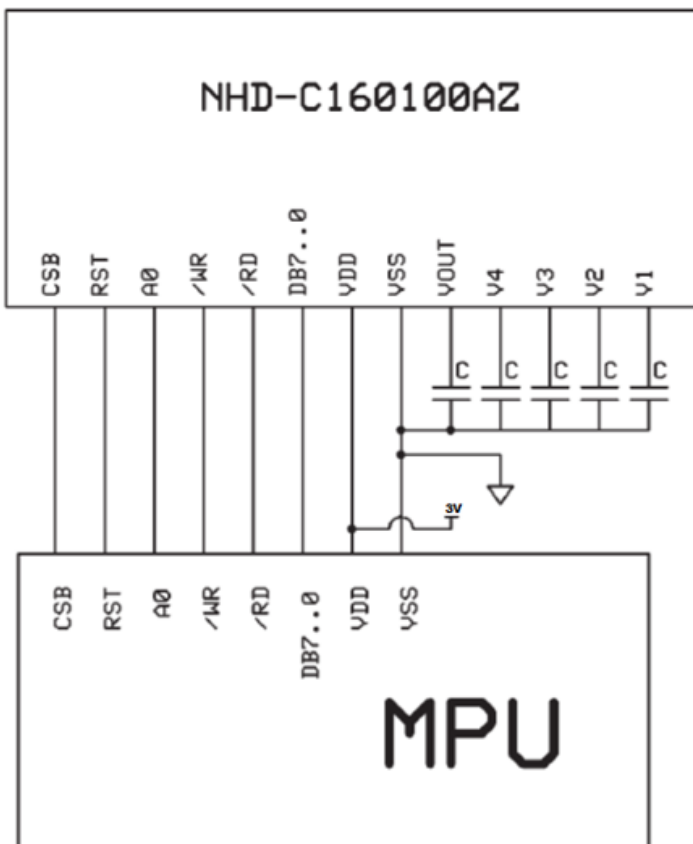 NHD-C160100AZ
CSB
RST
A0
/WR
/RD
DB7..0
VDD
VSS
VOUT
V4
V3
V2
V1
C
C
C
C
C
3V
CSB
RST
A0
/WR
/RD
DB7..0
VDD
VSS
MPU